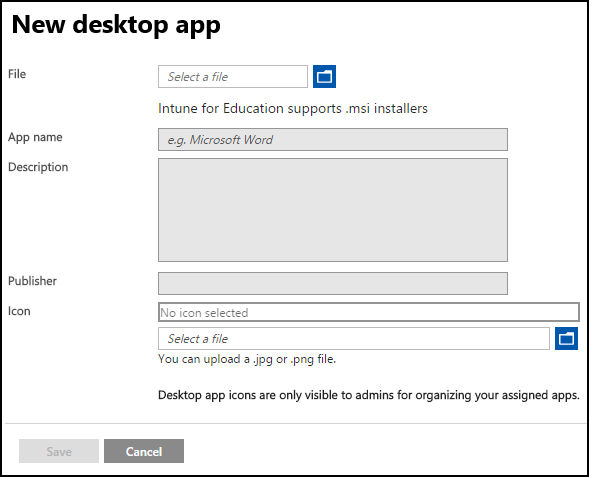 New desktop app
File
Select a file
Intune for Education supports .msi installers
App name
e.g. Microsoft Word
Description
Publisher
Icon
No icon selected
Select a file
You can upload a .jpg or .png file.
Desktop app icons are only visible to admins for organizing your assigned apps.
Save
Cancel